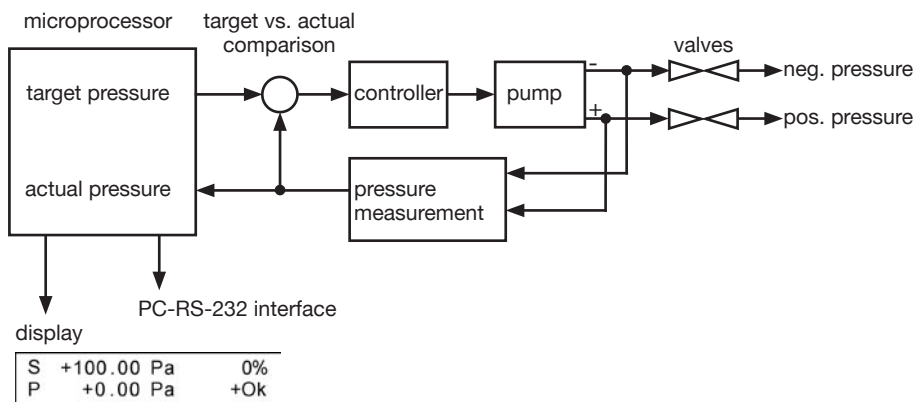 microprocessor
target vs. actual
comparison
valves
target pressure
controller
pump
-
neg. pressure
+
pos. pressure
actual pressure
pressure
measurement
PC-RS-232 interface
display
S +100.00 Pa 0%
P +0.00 Pa +Ok